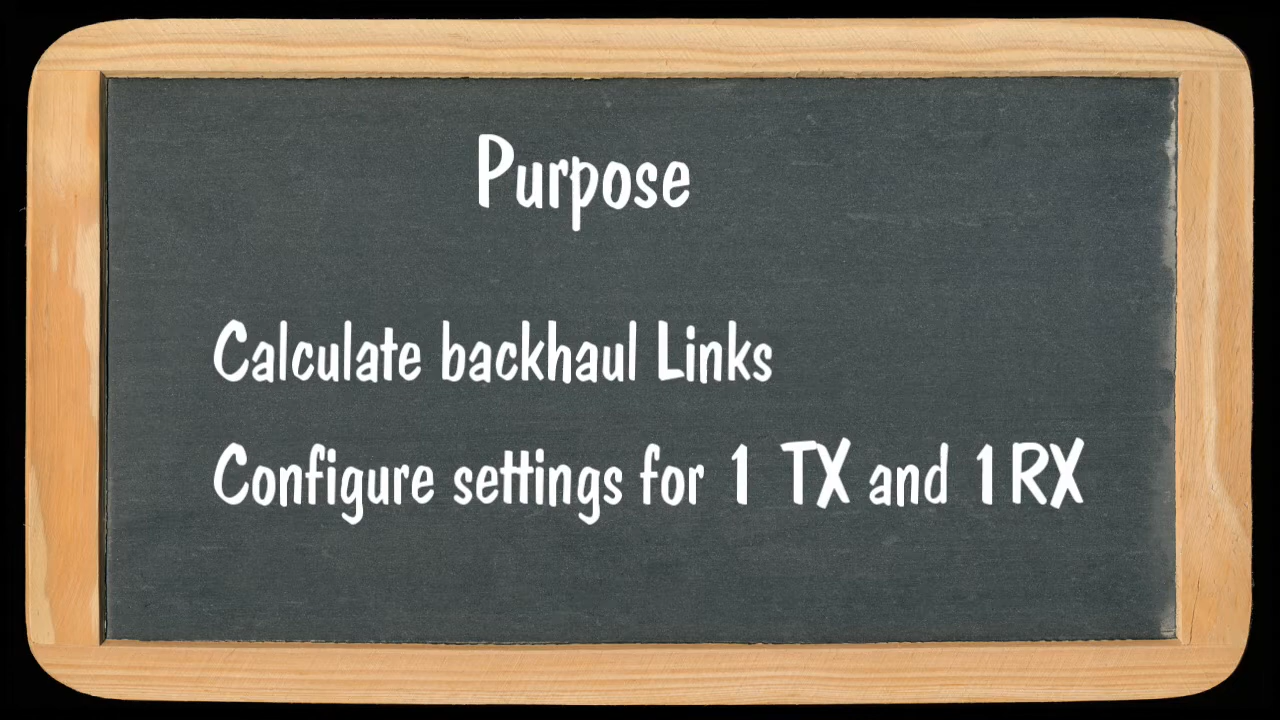 Purpose
Calculate backhaul Links
Configure settings for 1 TX and 1 RX